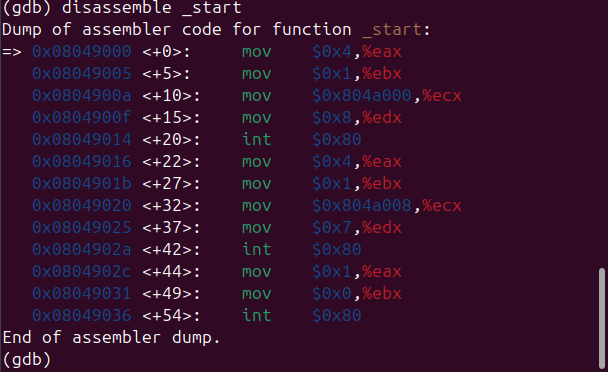 (gdb) disassemble _start
Dump of assembler code for function _start:
=> 0x08049000 <+0>:     mov    $0x4,%eax
   0x08049005 <+5>:     mov    $0x1,%ebx
   0x0804900a <+10>:    mov    $0x804a000,%ecx
   0x0804900f <+15>:    mov    $0x8,%edx
   0x08049014 <+20>:    int    $0x80
   0x08049016 <+22>:    mov    $0x4,%eax
   0x0804901b <+27>:    mov    $0x1,%ebx
   0x08049020 <+32>:    mov    $0x804a008,%ecx
   0x08049025 <+37>:    mov    $0x7,%edx
   0x0804902a <+42>:    int    $0x80
   0x0804902c <+44>:    mov    $0x1,%eax
   0x08049031 <+49>:    mov    $0x0,%ebx
   0x08049036 <+54>:    int    $0x80
End of assembler dump.
(gdb)